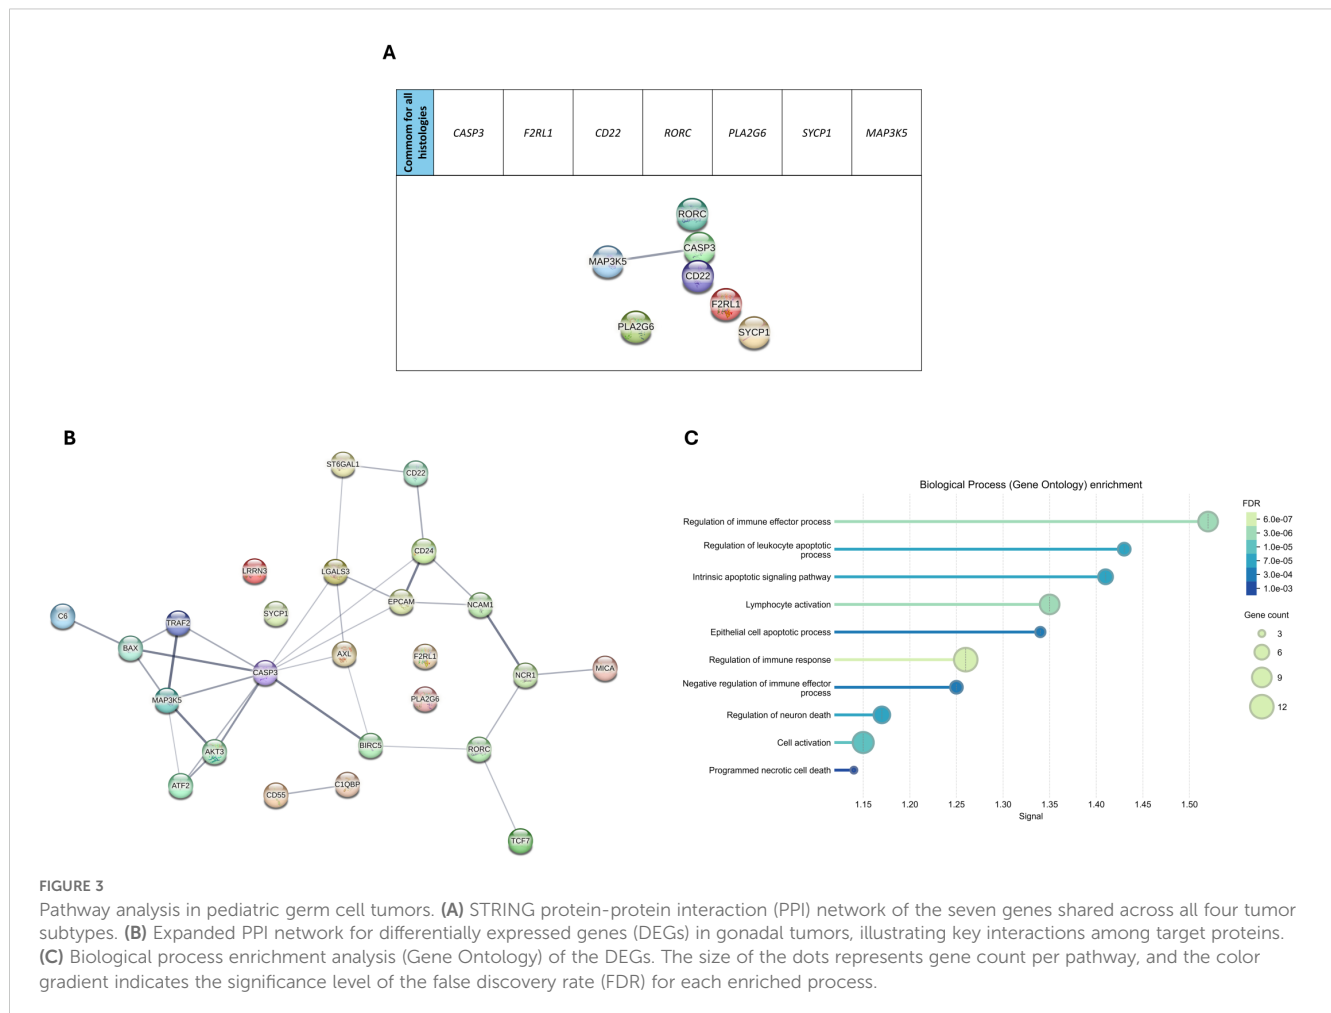 A
Commom for all
histologies
CASP3
F2RL1
CD22
RORC
PLA2G6
SYCP1
MAP3K5
RORC
CASP3
MAP3K5
CD22
F2RL1
PLA2G6
SYCP1
B
ST6GAL1
CD22
CD24
LRRN3
LGALS3
EPCAM
NCAM1
C6
SYCP1
TRAF2
BAX
AXL
F2RL1
CASP3
NCR1
MICA
MAP3K5
PLA2G6
AKT3
BIRC5
RORC
ATF2
CD55
C1QBP
TCF7
C
Biological Process (Gene Ontology) enrichment
Regulation of immune effector process
Regulation of leukocyte apoptotic
process
Intrinsic apoptotic signaling pathway
Lymphocyte activation
Epithelial cell apoptotic process
Regulation of immune response
Negative regulation of immune effector
process
Regulation of neuron death
Cell activation
Programmed necrotic cell death
1.15 1.20 1.25 1.30 1.35 1.40 1.45 1.50
Signal
FDR
6.0e-07
3.0e-06
1.0e-05
7.0e-05
3.0e-04
1.0e-03
Gene count
3
6
9
12
FIGURE 3
Pathway analysis in pediatric germ cell tumors. (A) STRING protein-protein interaction (PPI) network of the seven genes shared across all four tumor
subtypes. (B) Expanded PPI network for differentially expressed genes (DEGs) in gonadal tumors, illustrating key interactions among target proteins.
(C) Biological process enrichment analysis (Gene Ontology) of the DEGs. The size of the dots represents gene count per pathway, and the color
gradient indicates the significance level of the false discovery rate (FDR) for each enriched process.